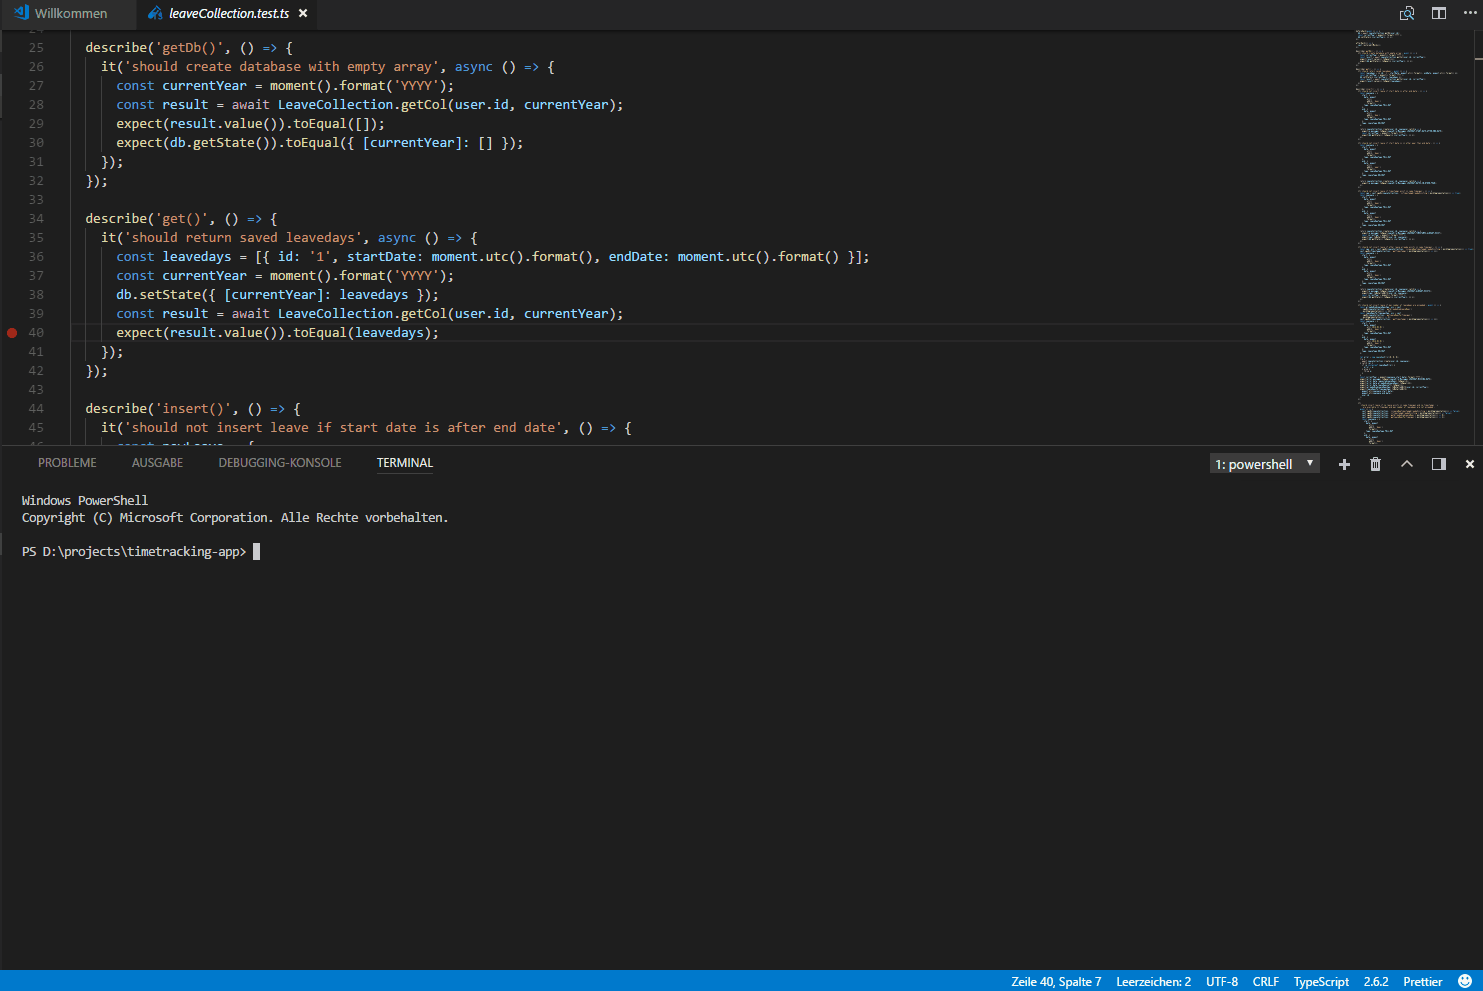 Willkommen
leaveCollection.test.ts
25 describe('getDb()', () => {
26 it('should create database with empty array', async () => {
27 const currentYear = moment().format('YYYY');
28 const result = await LeaveCollection.getCol(user.id, currentYear);
29 expect(result.value()).toEqual([]);
30 expect(db.getState()).toEqual({ [currentYear]: [] });
31 });
32 });
33
34 describe('get()', () => {
35 it('should return saved leavedays', async () => {
36 const leavedays = [{ id: '1', startDate: moment.utc().format(), endDate: moment.utc().format() }];
37 const currentYear = moment().format('YYYY');
38 db.setState({ [currentYear]: leavedays });
39 const result = await LeaveCollection.getCol(user.id, currentYear);
40 expect(result.value()).toEqual(leavedays);
41 });
42 });
43
44 describe('insert()', () => {
45 it('should not insert leave if start date is after end date', () => {
PROBLEME AUSGABE DEBUGGING-KONSOLE TERMINAL 1: powershell
Windows PowerShell
Copyright (C) Microsoft Corporation. Alle Rechte vorbehalten.
PS D:\projects\timetracking-app>
Zeile 40, Spalte 7 Leerzeichen: 2 UTF-8 CRLF TypeScript 2.6.2 Prettier